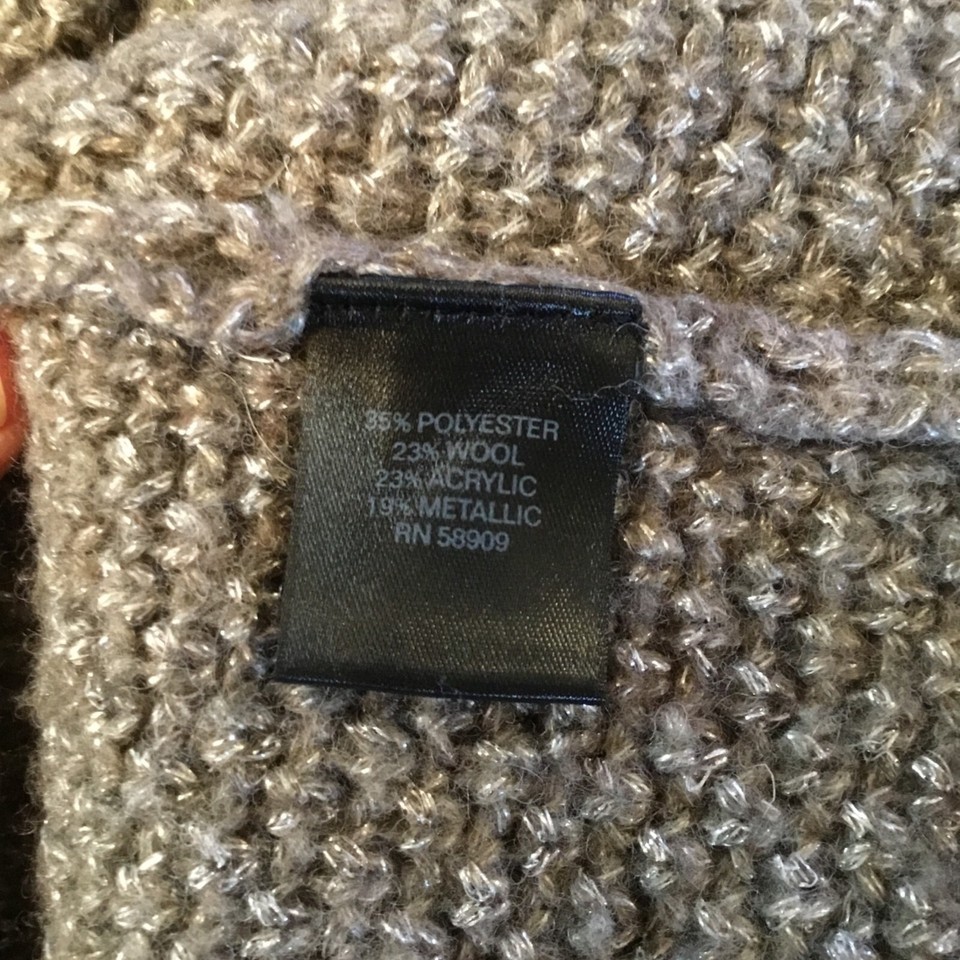 35% POLYESTER
23% WOOL
23% ACRYLIC
19% METALLIC
RN 58909